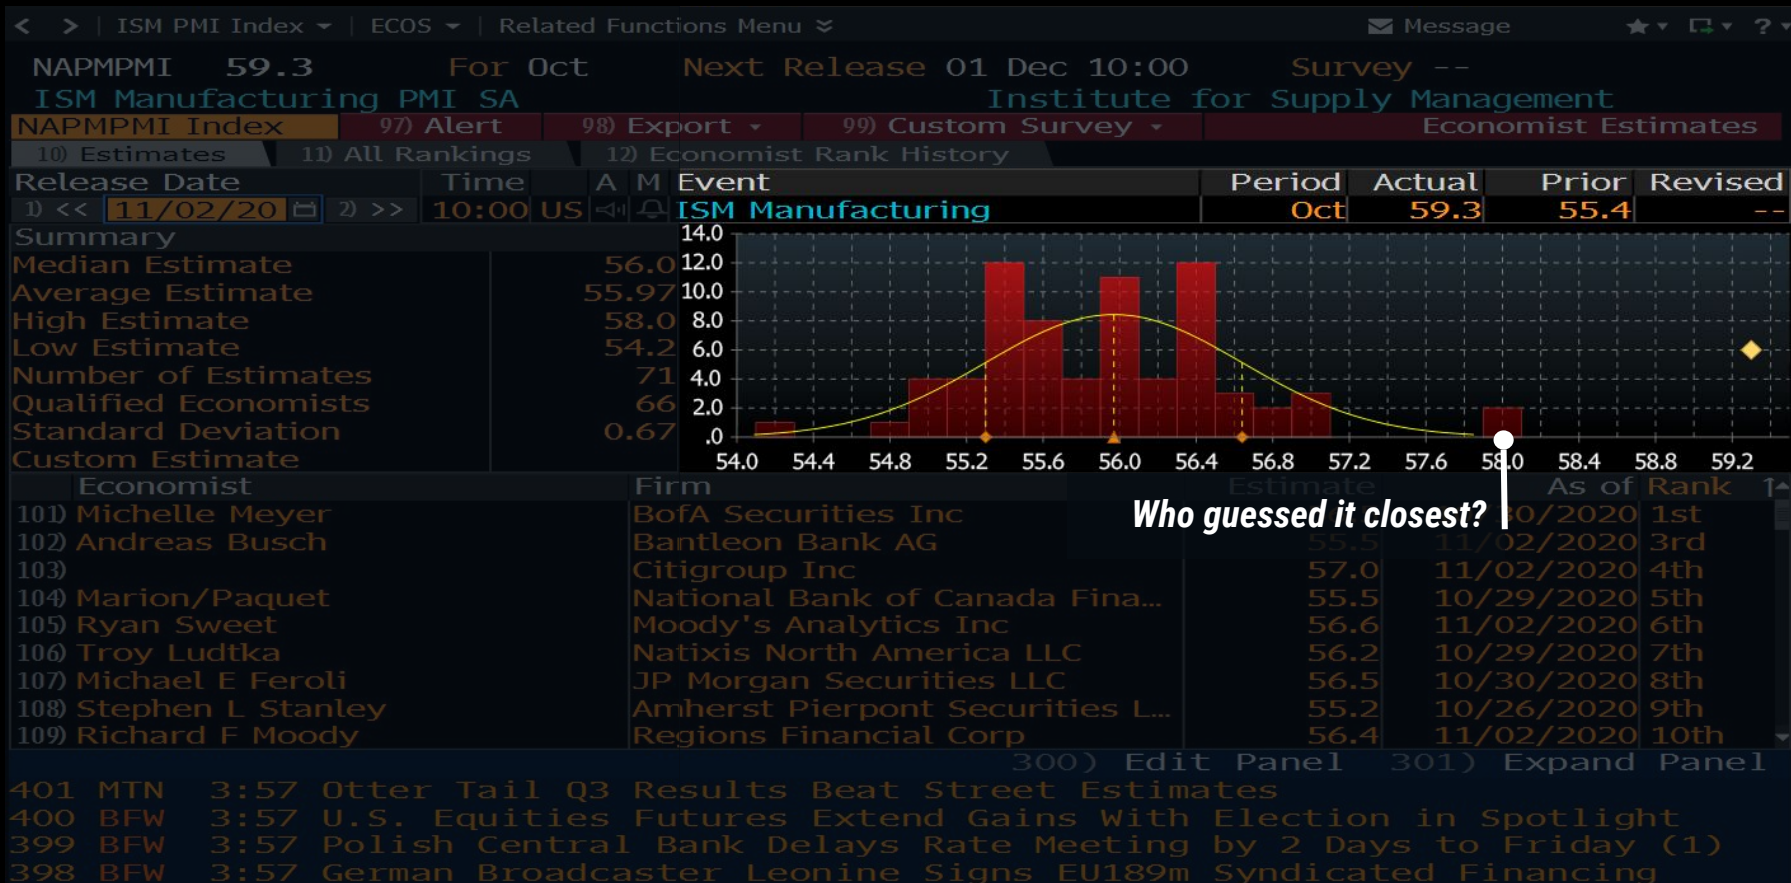 < > ISM PMI Index ECOS Related Functions Menu Message ?
NAPMPMI 59.3 For Oct Next Release 01 Dec 10:00 Survey --
ISM Manufacturing PMI SA Institute for Supply Management
NAPMPMI Index 97) Alert 98) Export 99) Custom Survey Economist Estimates
10) Estimates 11) All Rankings 12) Economist Rank History
Release Date Time A M Event Period Actual Prior Revised
1) << 11/02/20 2) >> 10:00 US ISM Manufacturing Oct 59.3 55.4 --
Summary
Median Estimate 56.0
Average Estimate 55.97
High Estimate 58.0
Low Estimate 54.2
Number of Estimates 71
Qualified Economists 66
Standard Deviation 0.67
Custom Estimate
14.0
12.0
10.0
8.0
6.0
4.0
2.0
.0
54.0 54.4 54.8 55.2 55.6 56.0 56.4 56.8 57.2 57.6 58.0 58.4 58.8 59.2
Who guessed it closest?
Economist Firm Estimate As of Rank
101) Michelle Meyer BofA Securities Inc 30/2020 1st
102) Andreas Busch Bantleon Bank AG 55.5 11/02/2020 3rd
103) Citigroup Inc 57.0 11/02/2020 4th
104) Marion/Paquet National Bank of Canada Fina... 55.5 10/29/2020 5th
105) Ryan Sweet Moody's Analytics Inc 56.6 11/02/2020 6th
106) Troy Ludtka Natixis North America LLC 56.2 10/29/2020 7th
107) Michael E Feroli JP Morgan Securities LLC 56.5 10/30/2020 8th
108) Stephen L Stanley Amherst Pierpont Securities L... 55.2 10/26/2020 9th
109) Richard F Moody Regions Financial Corp 56.4 11/02/2020 10th
300) Edit Panel 301) Expand Panel
401 MTN 3:57 Otter Tail Q3 Results Beat Street Estimates
400 BFW 3:57 U.S. Equities Futures Extend Gains With Election in Spotlight
399 BFW 3:57 Polish Central Bank Delays Rate Meeting by 2 Days to Friday (1)
398 BFW 3:57 German Broadcaster Leonine Signs EU189m Syndicated Financing